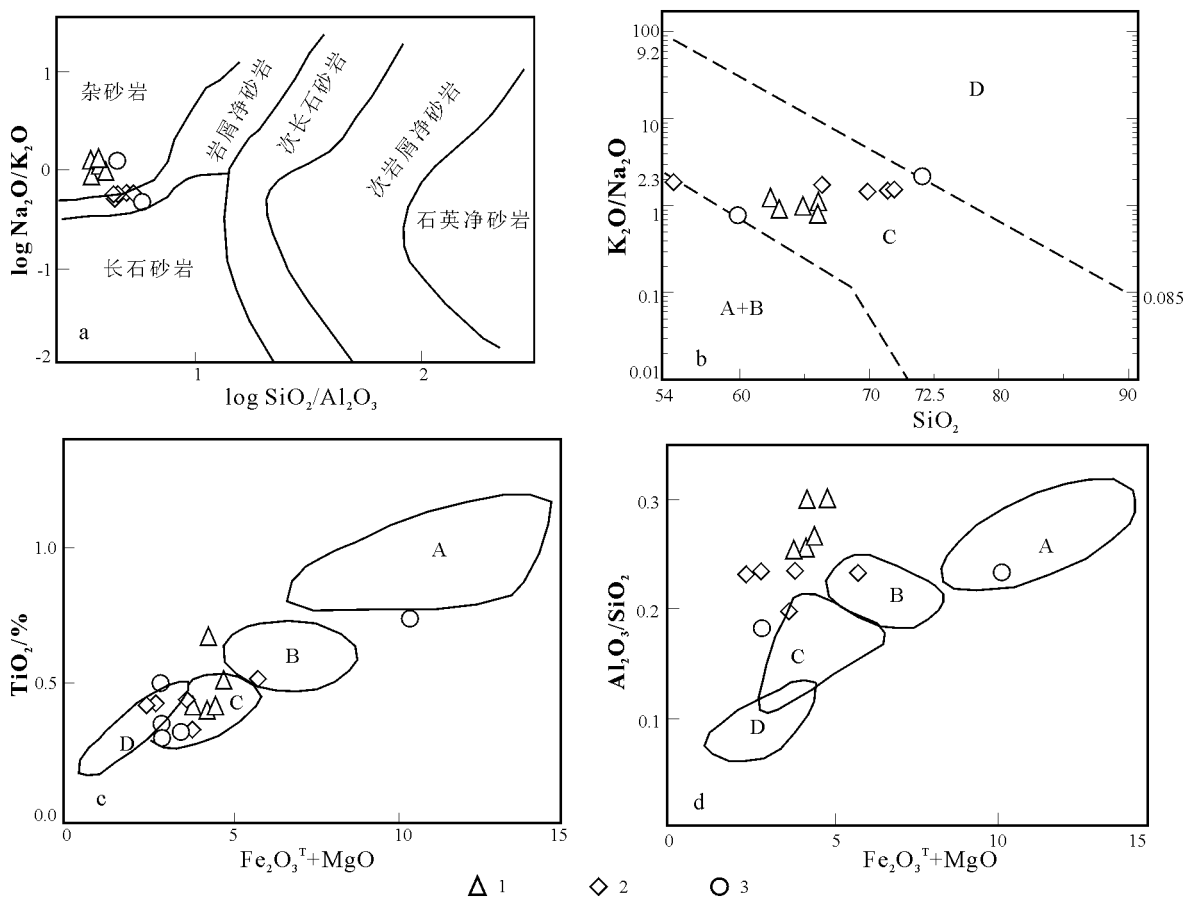 log Na₂O/K₂O
1
0
-1
-2
杂砂岩
岩屑净砂岩
次长石砂岩
次岩屑净砂岩
石英净砂岩
长石砂岩
a
1
2
log SiO₂/Al₂O₃
K₂O/Na₂O
100
9.2
10
2.3
1
0.1
0.01
D
C
A+B
b
0.085
54
60
70
72.5
80
90
SiO₂
TiO₂/%
1.0
0.5
0.0
A
B
C
D
c
0
5
10
15
Fe₂O₃ᵀ+MgO
Al₂O₃/SiO₂
0.3
0.2
0.1
A
B
C
D
d
0
5
10
15
Fe₂O₃ᵀ+MgO
1 2 3